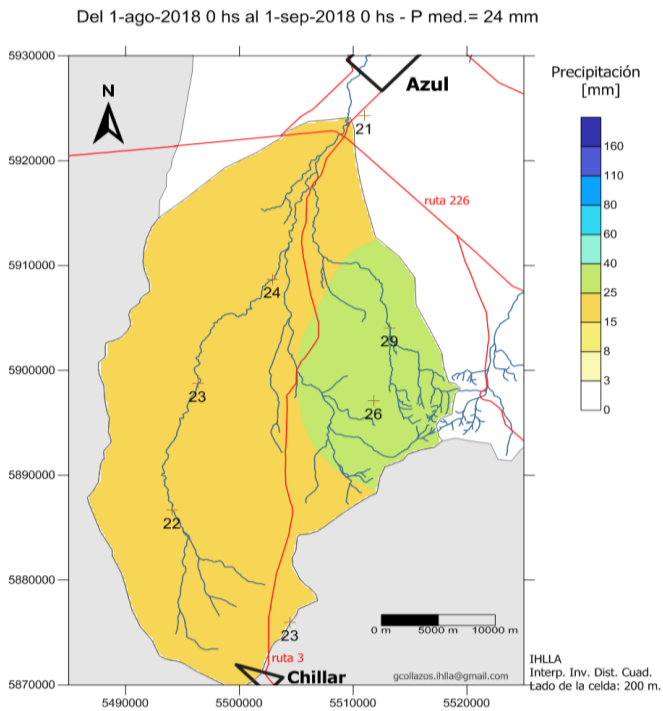 Del 1-ago-2018 0 hs al 1-sep-2018 0 hs - P med.= 24 mm
5930000
5920000
5910000
5900000
5890000
5880000
5870000
5490000
5500000
5510000
5520000
N
Azul
21
ruta 226
24
29
23
26
22
23
ruta 3
Chillar
0 m 5000 m 10000 m
gcollazos.ihlla@gmail.com
Precipitación
[mm]
160
110
80
60
40
25
15
8
3
0
IHLLA
Interp. Inv. Dist. Cuad.
Lado de la celda: 200 m.